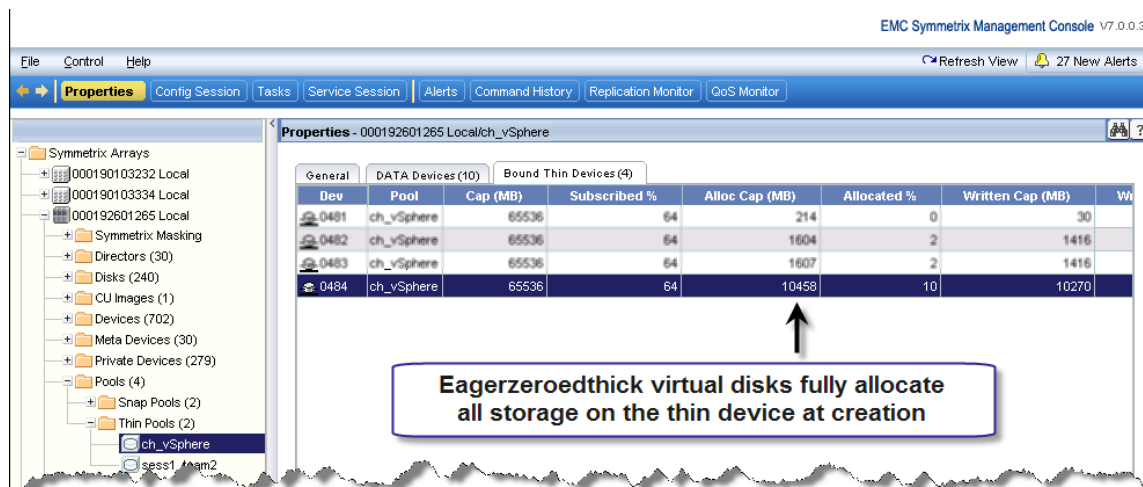 EMC Symmetrix Management Console V7.0.0.3
File Control Help Refresh View 27 New Alerts
Properties Config Session Tasks Service Session Alerts Command History Replication Monitor QoS Monitor
Properties - 000192601265 Local/ch_vSphere ?
Symmetrix Arrays
000190103232 Local
000190103334 Local
000192601265 Local
Symmetrix Masking
Directors (30)
Disks (240)
CU Images (1)
Devices (702)
Meta Devices (30)
Private Devices (279)
Pools (4)
Snap Pools (2)
Thin Pools (2)
ch_vSphere
sess1_team2
General DATA Devices (10) Bound Thin Devices (4)
Dev Pool Cap (MB) Subscribed % Alloc Cap (MB) Allocated % Written Cap (MB)
0481 ch_vSphere 65536 64 214 0 30
0482 ch_vSphere 65536 64 1604 2 1416
0483 ch_vSphere 65536 64 1607 2 1416
0484 ch_vSphere 65536 64 10458 10 10270
Eagerzeroedthick virtual disks fully allocate
all storage on the thin device at creation